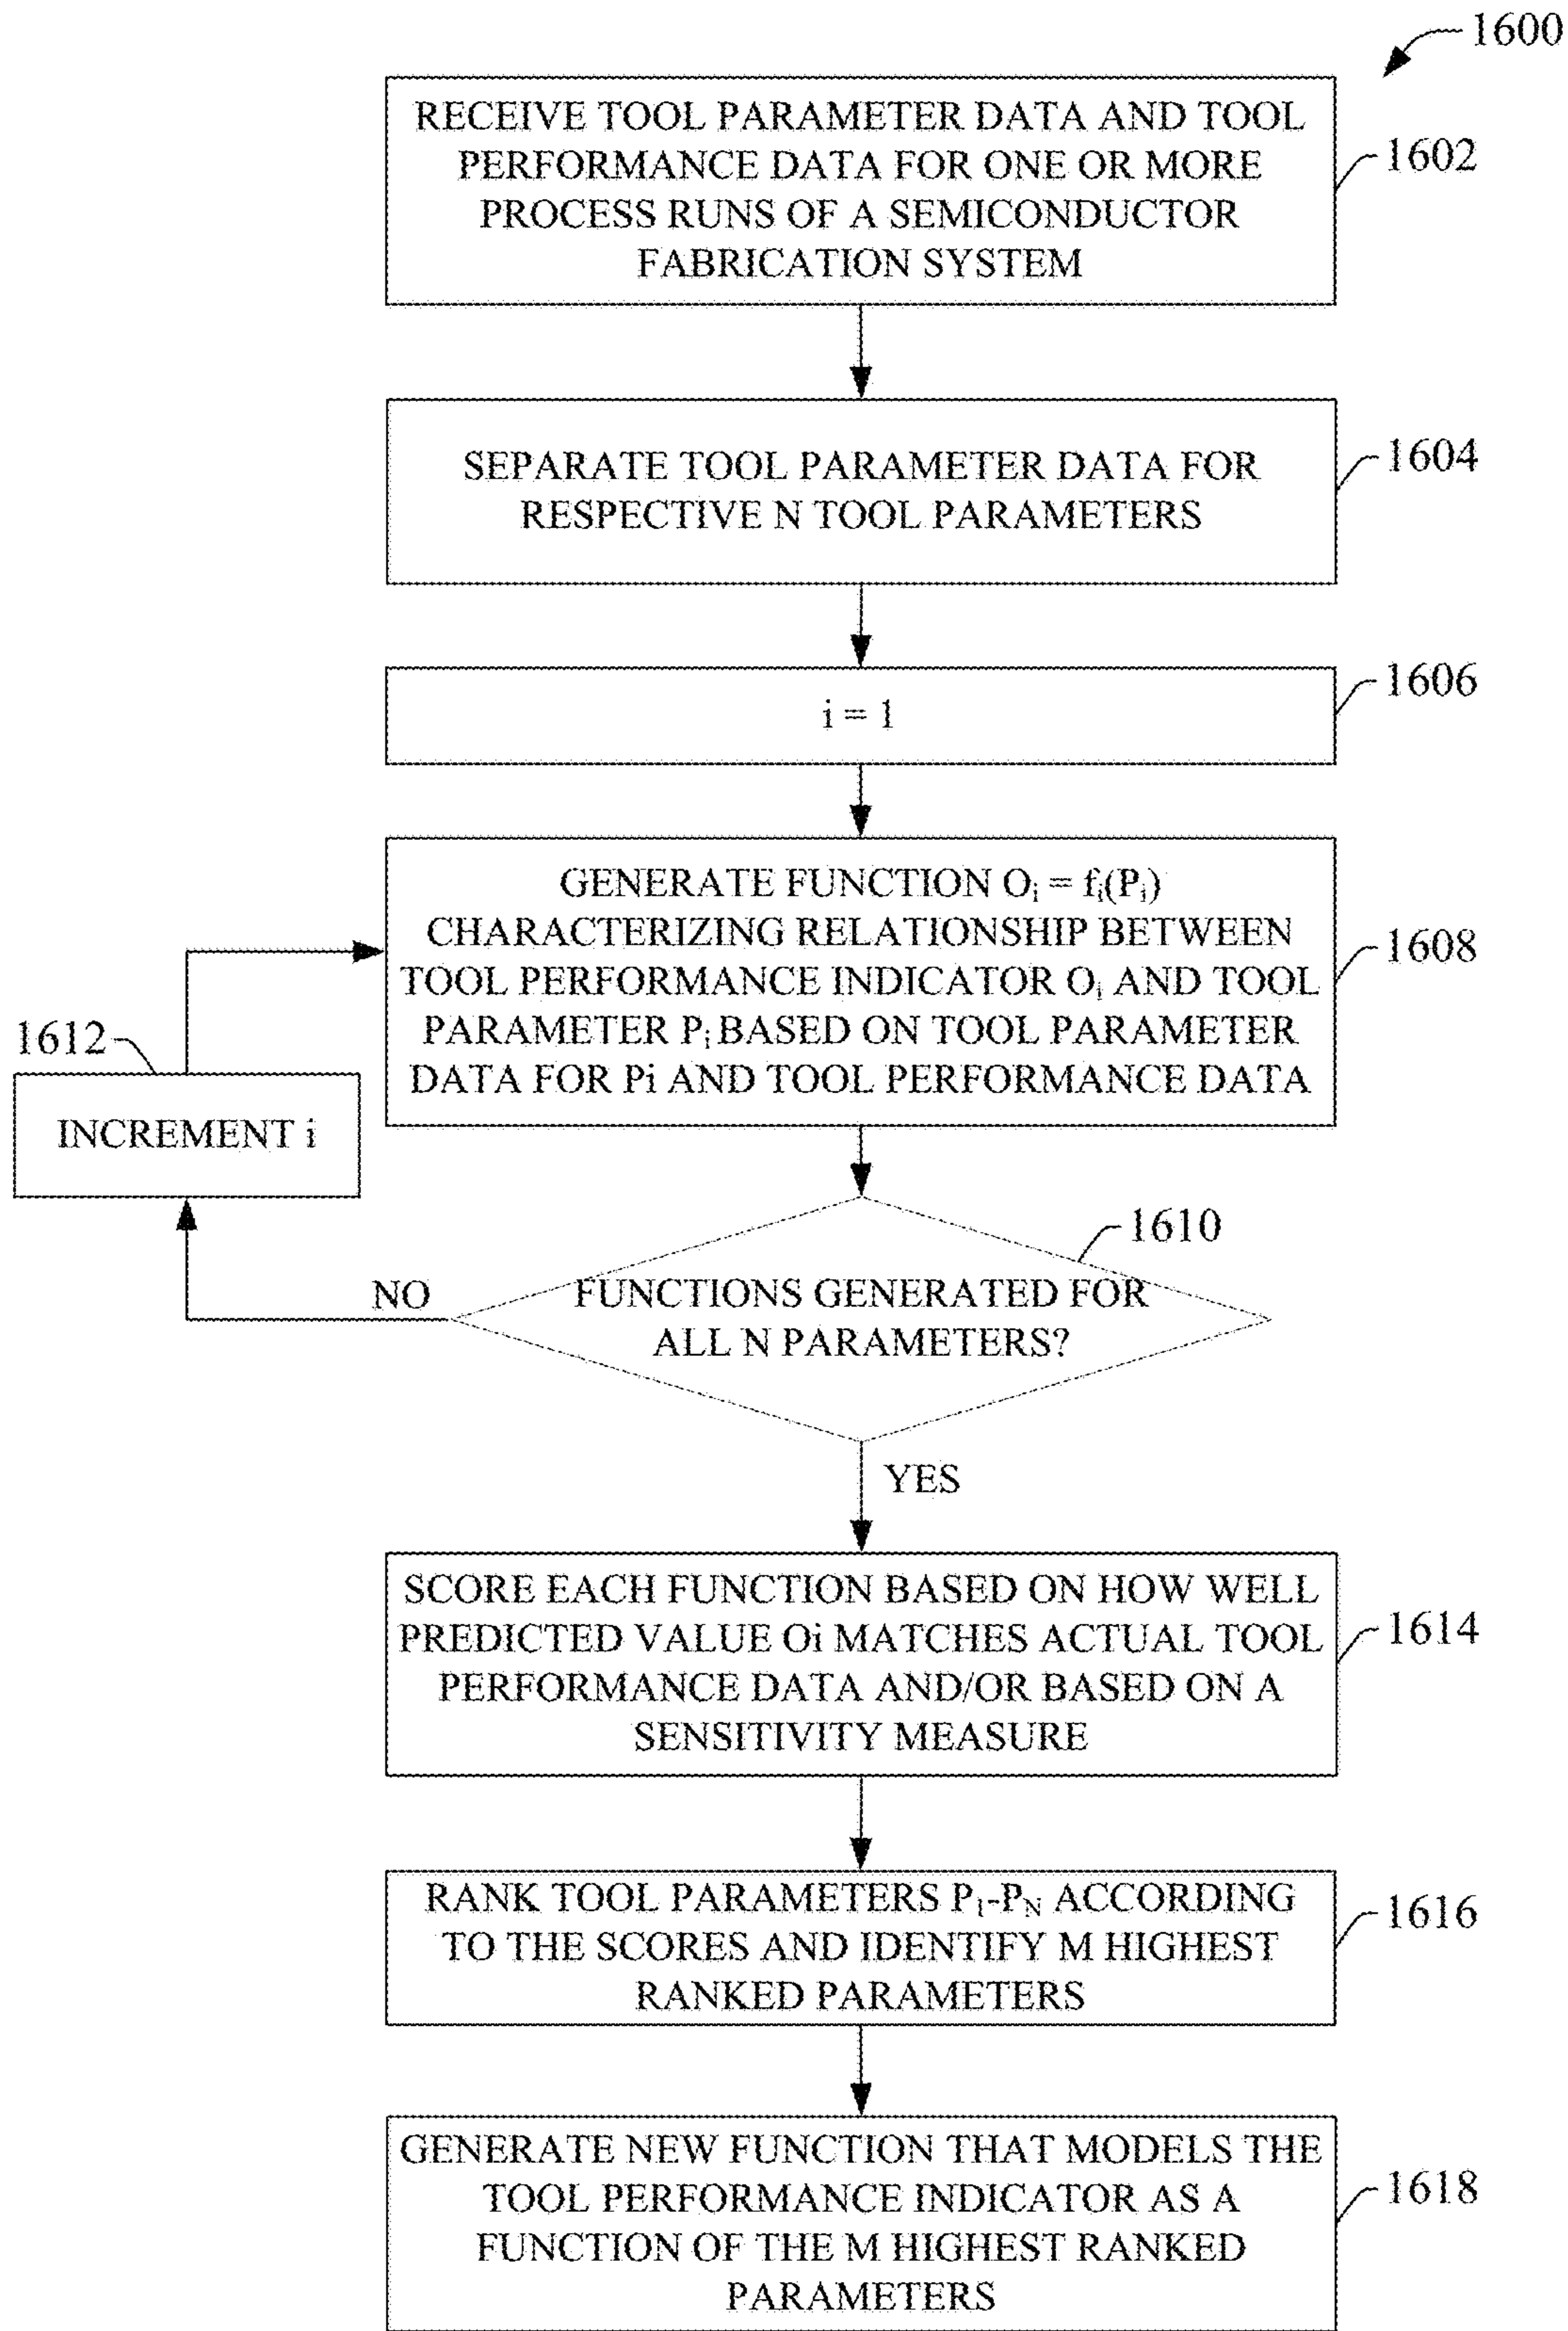 1600
RECEIVE TOOL PARAMETER DATA AND TOOL
PERFORMANCE DATA FOR ONE OR MORE
PROCESS RUNS OF A SEMICONDUCTOR
FABRICATION SYSTEM
1602
SEPARATE TOOL PARAMETER DATA FOR
RESPECTIVE N TOOL PARAMETERS
1604
i = 1
1606
GENERATE FUNCTION Oᵢ = fᵢ(Pᵢ)
CHARACTERIZING RELATIONSHIP BETWEEN
TOOL PERFORMANCE INDICATOR Oᵢ AND TOOL
PARAMETER Pᵢ BASED ON TOOL PARAMETER
DATA FOR Pi AND TOOL PERFORMANCE DATA
1608
1612
INCREMENT i
1610
NO
FUNCTIONS GENERATED FOR
ALL N PARAMETERS?
YES
SCORE EACH FUNCTION BASED ON HOW WELL
PREDICTED VALUE Oi MATCHES ACTUAL TOOL
PERFORMANCE DATA AND/OR BASED ON A
SENSITIVITY MEASURE
1614
RANK TOOL PARAMETERS P₁-Pɴ ACCORDING
TO THE SCORES AND IDENTIFY M HIGHEST
RANKED PARAMETERS
1616
GENERATE NEW FUNCTION THAT MODELS THE
TOOL PERFORMANCE INDICATOR AS A
FUNCTION OF THE M HIGHEST RANKED
PARAMETERS
1618